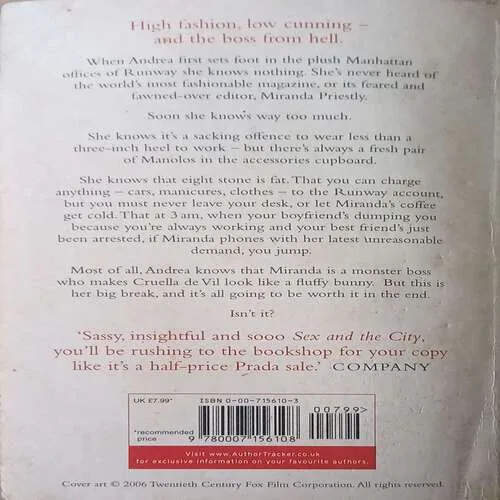 High fashion, low cunning –
and the boss from hell.
When Andrea first sets foot in the plush Manhattan
offices of Runway she knows nothing. She's never heard of
the world's most fashionable magazine, or its feared and
fawned-over editor, Miranda Priestly.
Soon she knows way too much.
She knows it's a sacking offence to wear less than a
three-inch heel to work – but there's always a fresh pair
of Manolos in the accessories cupboard.
She knows that eight stone is fat. That you can charge
anything – cars, manicures, clothes – to the Runway account,
but you must never leave your desk, or let Miranda's coffee
get cold. That at 3 am, when your boyfriend's dumping you
because you're always working and your best friend's just
been arrested, if Miranda phones with her latest unreasonable
demand, you jump.
Most of all, Andrea knows that Miranda is a monster boss
who makes Cruella de Vil look like a fluffy bunny. But this is
her big break, and it's all going to be worth it in the end.
Isn't it?
'Sassy, insightful and sooo Sex and the City,
you'll be rushing to the bookshop for your copy
like it's a half-price Prada sale.' COMPANY
UK £7.99*
ISBN 0-00-715610-3
00799>
*recommended
price
9 780007 156108
Visit www.AuthorTracker.co.uk
for exclusive information on your favourite authors.
Cover art © 2006 Twentieth Century Fox Film Corporation. All rights reserved.